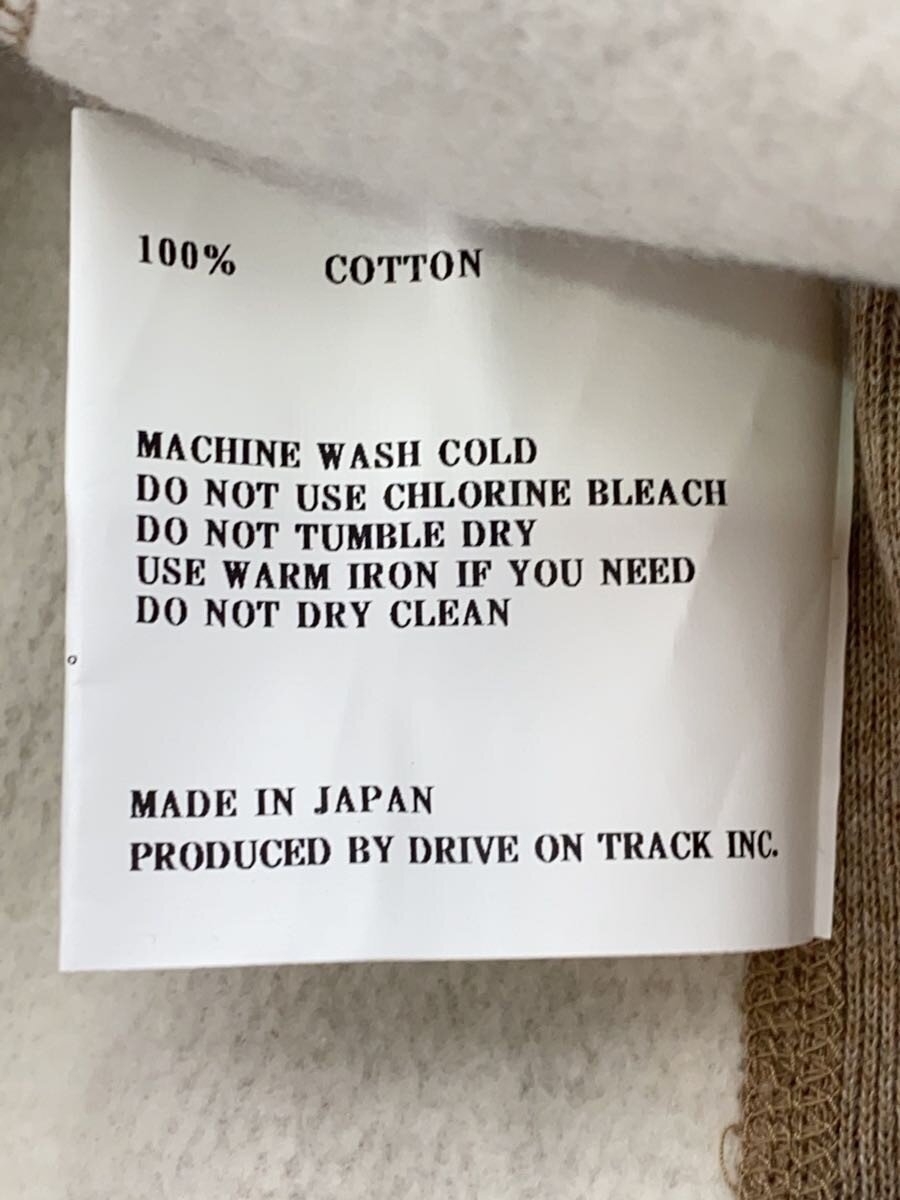 100% COTTON
MACHINE WASH COLD
DO NOT USE CHLORINE BLEACH
DO NOT TUMBLE DRY
USE WARM IRON IF YOU NEED
DO NOT DRY CLEAN
MADE IN JAPAN
PRODUCED BY DRIVE ON TRACK INC.